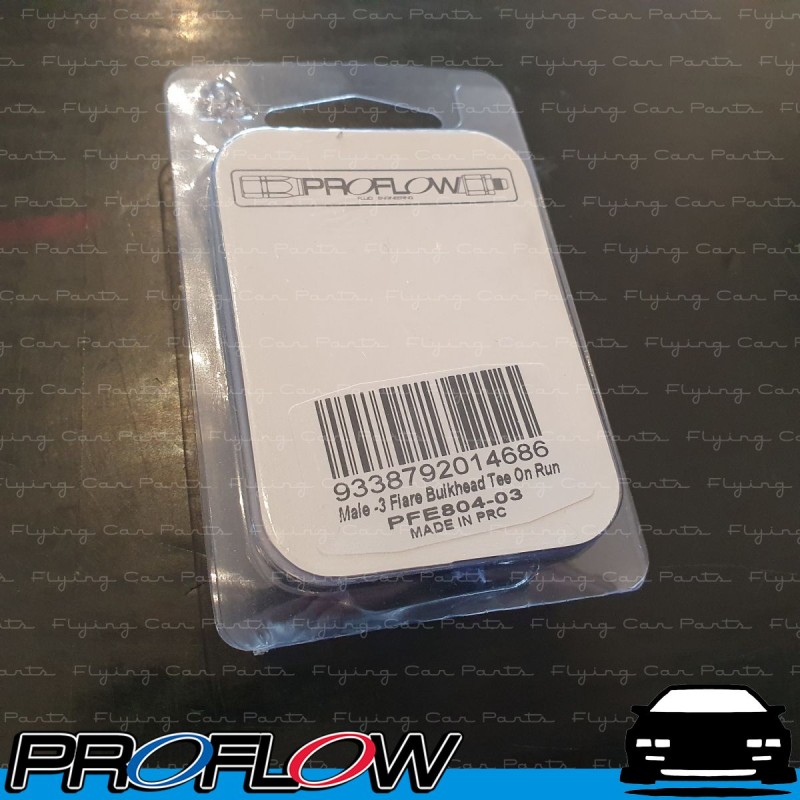 Flying Car Parts
PROFLOW
FLUID ENGINEERING
9338792014686
Male -3 Flare Bulkhead Tee On Run
PFE804-03
MADE IN PRC
PROFLOW